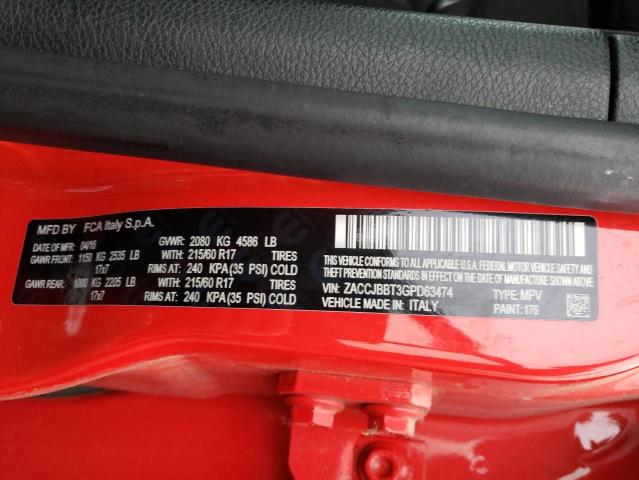 MFD BY FCA Italy S.p.A.
DATE OF MFR: 04/16 GVWR: 2080 KG 4586 LB
GAWR FRONT: 1150 KG 2535 LB WITH: 215/60 R17 TIRES
17x7 RIMS AT: 240 KPA(35 PSI) COLD
GAWR REAR: 1000 KG 2205 LB WITH: 215/60 R17 TIRES
17x7 RIMS AT: 240 KPA(35 PSI) COLD
THIS VEHICLE CONFORMS TO ALL APPLICABLE U.S.A. FEDERAL MOTOR VEHICLE SAFETY, BUMPER, AND THEFT PREVENTION
STANDARDS IN EFFECT ON THE DATE OF MANUFACTURE SHOWN ABOVE
VIN: ZACCJBBT3GPD63474 TYPE: MPV
VEHICLE MADE IN: ITALY PAINT: 176